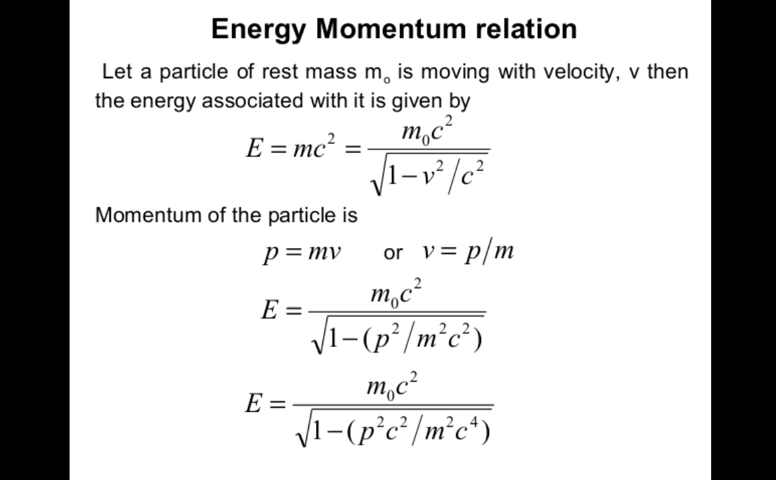 Energy Momentum relation
Let a particle of rest mass m₀ is moving with velocity, v then
the energy associated with it is given by
E = mc² = m₀c² / √(1 − v²/c²)
Momentum of the particle is
p = mv or v = p/m
E = m₀c² / √(1 − (p²/m²c²))
E = m₀c² / √(1 − (p²c²/m²c⁴))